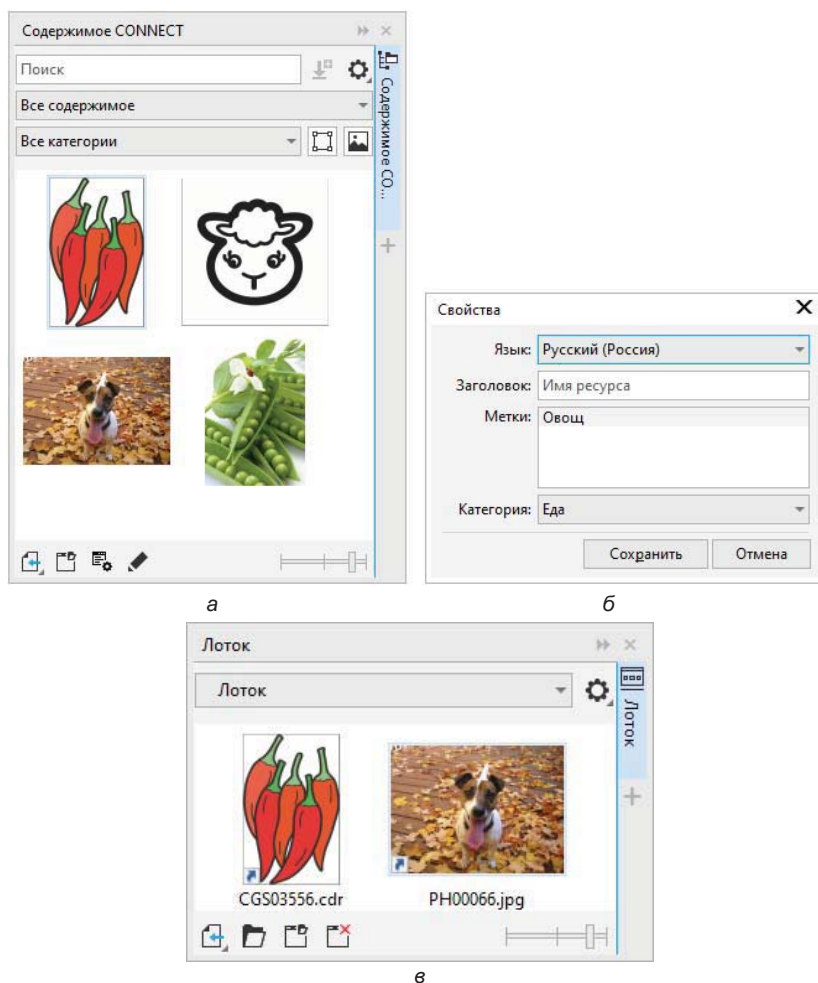 Содержимое CONNECT
Поиск
Все содержимое
Все категории
Содержимое СО...
а
Свойства
Язык: Русский (Россия)
Заголовок: Имя ресурса
Метки: Овощ
Категория: Еда
Сохранить Отмена
б
Лоток
Лоток
Лоток
CGS03556.cdr PH00066.jpg
в